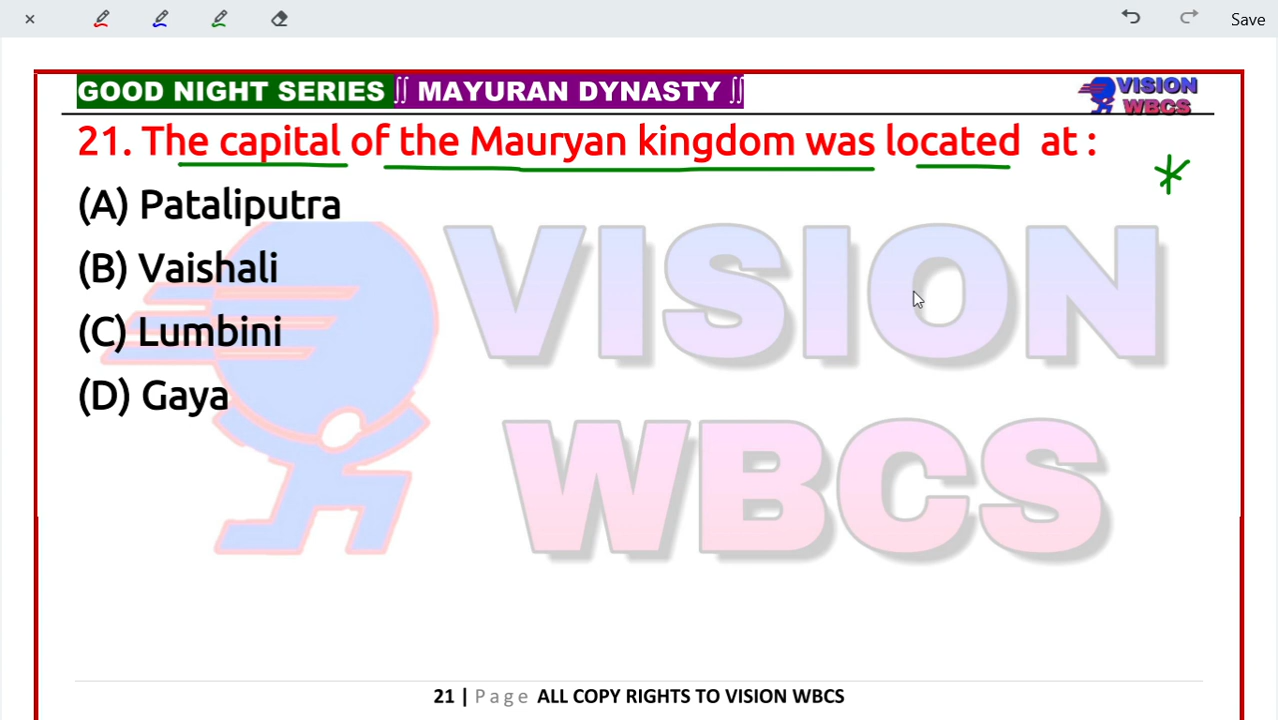 Save
GOOD NIGHT SERIES ∬ MAYURAN DYNASTY ∬
VISION
WBCS
21. The capital of the Mauryan kingdom was located at :
(A) Pataliputra
(B) Vaishali
(C) Lumbini
(D) Gaya
VISION
WBCS
21 | Page ALL COPY RIGHTS TO VISION WBCS